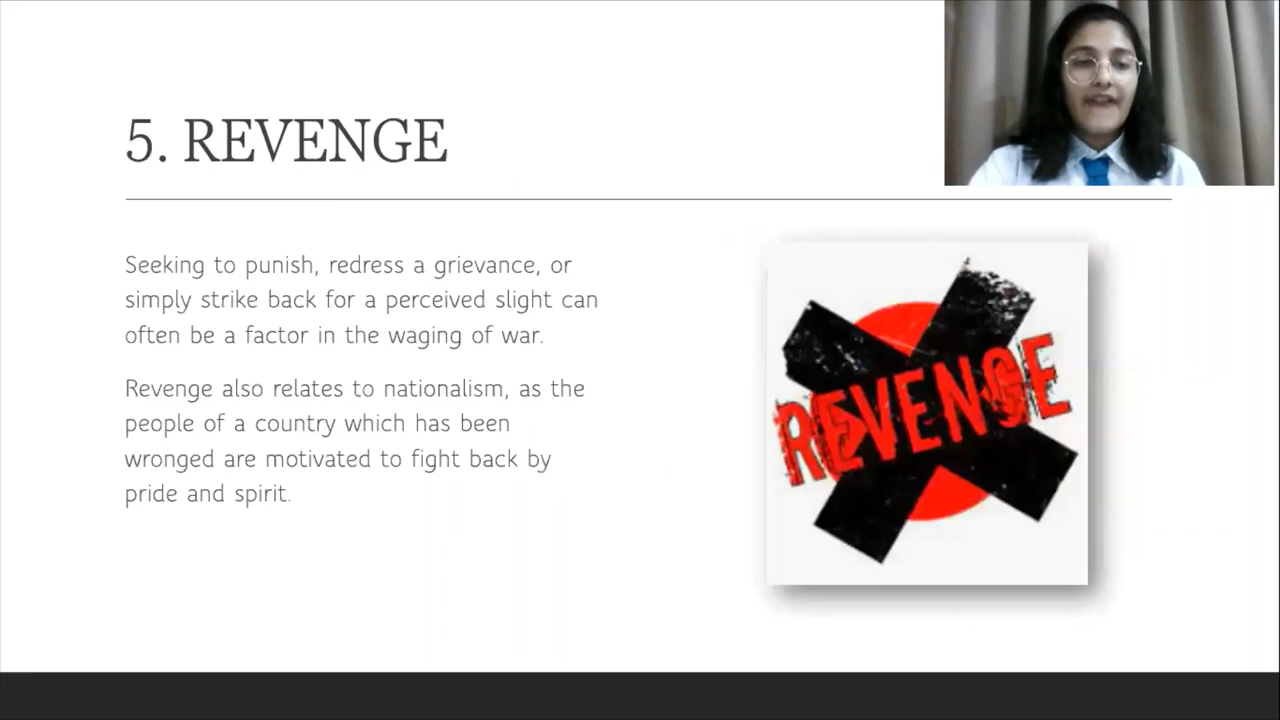 5. REVENGE
Seeking to punish, redress a grievance, or
simply strike back for a perceived slight can
often be a factor in the waging of war.
Revenge also relates to nationalism, as the
people of a country which has been
wronged are motivated to fight back by
pride and spirit.
REVENGE